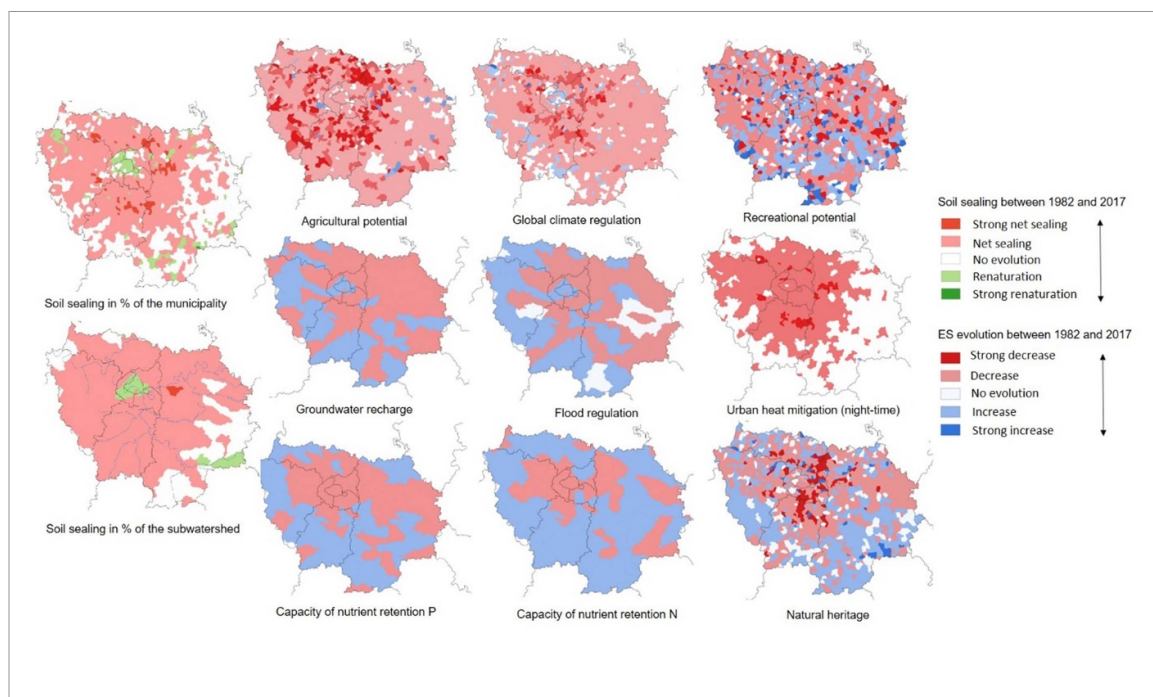 Agricultural potential
Global climate regulation
Recreational potential
Soil sealing in % of the municipality
Groundwater recharge
Flood regulation
Urban heat mitigation (night-time)
Soil sealing in % of the subwatershed
Capacity of nutrient retention P
Capacity of nutrient retention N
Natural heritage
Soil sealing between 1982 and 2017
Strong net sealing
Net sealing
No evolution
Renaturation
Strong renaturation
ES evolution between 1982 and 2017
Strong decrease
Decrease
No evolution
Increase
Strong increase